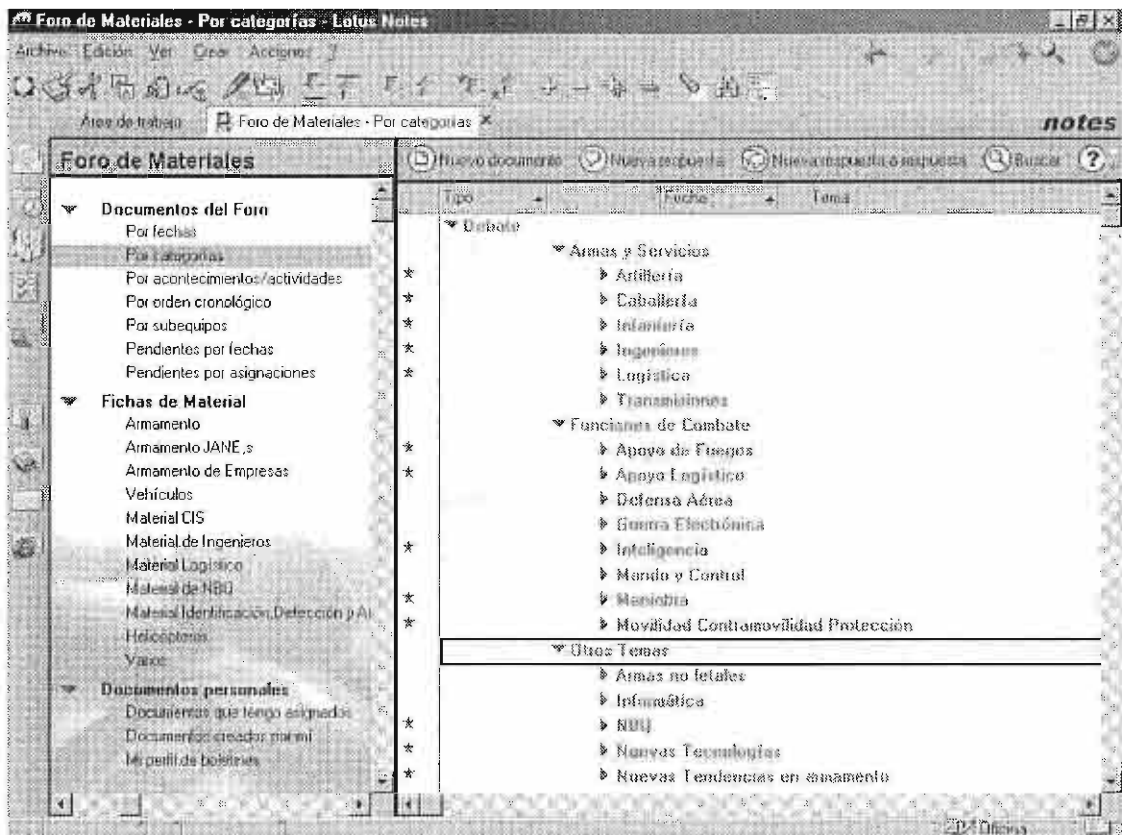 Foro de Materiales - Por categorías - Lotus Notes
Archivo Edición Ver Crear Acciones ?
Área de trabajo
Foro de Materiales - Por categorías
notes
Foro de Materiales
Nuevo documento
Nueva respuesta
Nueva respuesta a respuesta
Buscar
?
Documentos del Foro
Por fechas
Por categorías
Por acontecimientos/actividades
Por orden cronológico
Por subequipos
Pendientes por fechas
Pendientes por asignaciones
Fichas de Material
Armamento
Armamento JANE,s
Armamento de Empresas
Vehículos
Material CIS
Material de Ingenieros
Material Logístico
Material de NBQ
Material Identificación,Detección y
Helicópteros
Varios
Documentos personales
Documentos que tengo asignados
Documentos creados por mí
Mi perfil de boletines
Tipo Fecha Tema
Debate
Armas y Servicios
* Artillería
* Caballería
* Infantería
* Ingenieros
* Logística
Transmisiones
Funciones de Combate
* Apoyo de Fuegos
* Apoyo Logístico
Defensa Aérea
Guerra Electrónica
* Inteligencia
Mando y Control
* Maniobra
* Movilidad Contramovilidad Protección
Otros Temas
Armas no letales
Informática
* NBQ
* Nuevas Tecnologías
* Nuevas Tendencias en armamento
Oficina